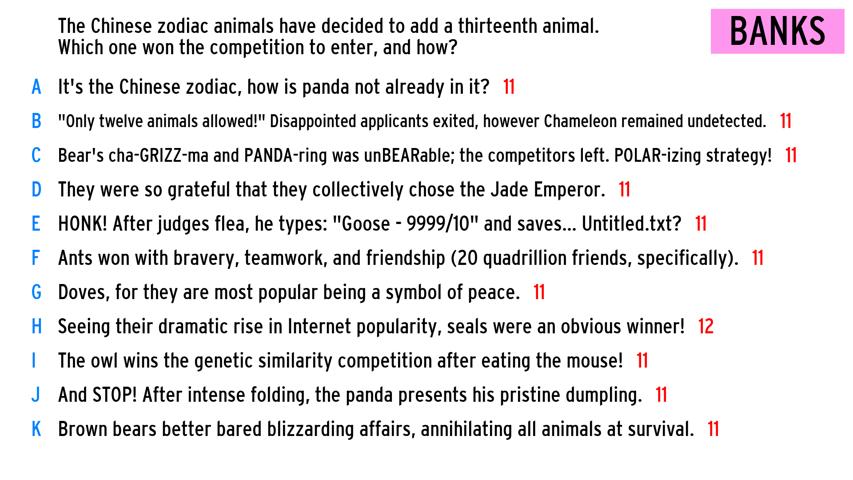 The Chinese zodiac animals have decided to add a thirteenth animal.
Which one won the competition to enter, and how?
BANKS
A It's the Chinese zodiac, how is panda not already in it? 11
B "Only twelve animals allowed!" Disappointed applicants exited, however Chameleon remained undetected. 11
C Bear's cha-GRIZZ-ma and PANDA-ring was unBEARable; the competitors left. POLAR-izing strategy! 11
D They were so grateful that they collectively chose the Jade Emperor. 11
E HONK! After judges flea, he types: "Goose - 9999/10" and saves... Untitled.txt? 11
F Ants won with bravery, teamwork, and friendship (20 quadrillion friends, specifically). 11
G Doves, for they are most popular being a symbol of peace. 11
H Seeing their dramatic rise in Internet popularity, seals were an obvious winner! 12
I The owl wins the genetic similarity competition after eating the mouse! 11
J And STOP! After intense folding, the panda presents his pristine dumpling. 11
K Brown bears better bared blizzarding affairs, annihilating all animals at survival. 11